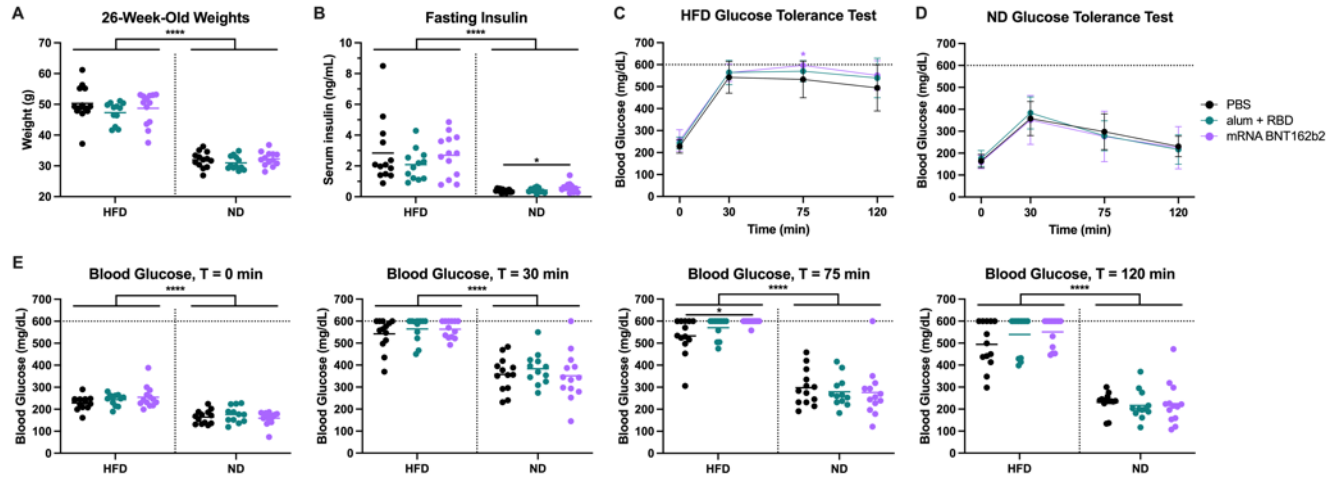 A
26-Week-Old Weights
****
Weight (g)
70
60
50
40
30
20
HFD
ND
B
Fasting Insulin
****
*
Serum insulin (ng/mL)
10
9
8
7
6
5
4
3
2
1
0
HFD
ND
C
HFD Glucose Tolerance Test
*
Blood Glucose (mg/dL)
700
600
500
400
300
200
100
0
0
30
75
120
Time (min)
D
ND Glucose Tolerance Test
Blood Glucose (mg/dL)
700
600
500
400
300
200
100
0
0
30
75
120
Time (min)
PBS
alum + RBD
mRNA BNT162b2
E
Blood Glucose, T = 0 min
****
Blood Glucose (mg/dL)
700
600
500
400
300
200
100
0
HFD
ND
Blood Glucose, T = 30 min
****
Blood Glucose (mg/dL)
700
600
500
400
300
200
100
0
HFD
ND
Blood Glucose, T = 75 min
****
*
Blood Glucose (mg/dL)
700
600
500
400
300
200
100
0
HFD
ND
Blood Glucose, T = 120 min
****
Blood Glucose (mg/dL)
700
600
500
400
300
200
100
0
HFD
ND